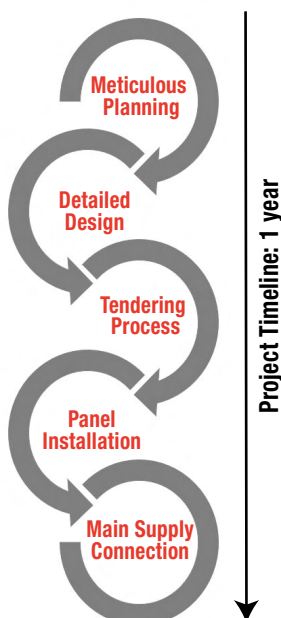 Meticulous
Planning
Detailed
Design
Tendering
Process
Panel
Installation
Main Supply
Connection
Project Timeline: 1 year